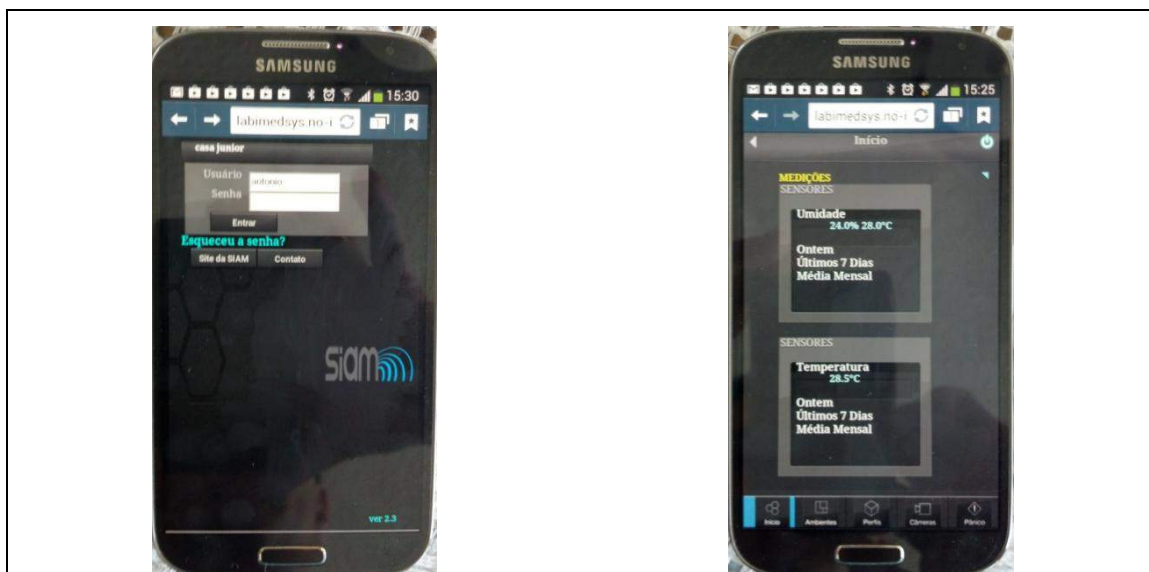 SAMSUNG
15:30
labimedsys.no-i
casa junior
Usuário
antonio
Senha
Entrar
Esqueceu a senha?
Site da SiAM
Contato
Siam
ver 2.3
SAMSUNG
15:25
labimedsys.no-i
Início
MEDIÇÕES
SENSORES
Umidade
24.0% 28.0°C
Ontem
Últimos 7 Dias
Média Mensal
SENSORES
Temperatura
28.5°C
Ontem
Últimos 7 Dias
Média Mensal
Início
Ambientes
Perfis
Câmeras
Pânico